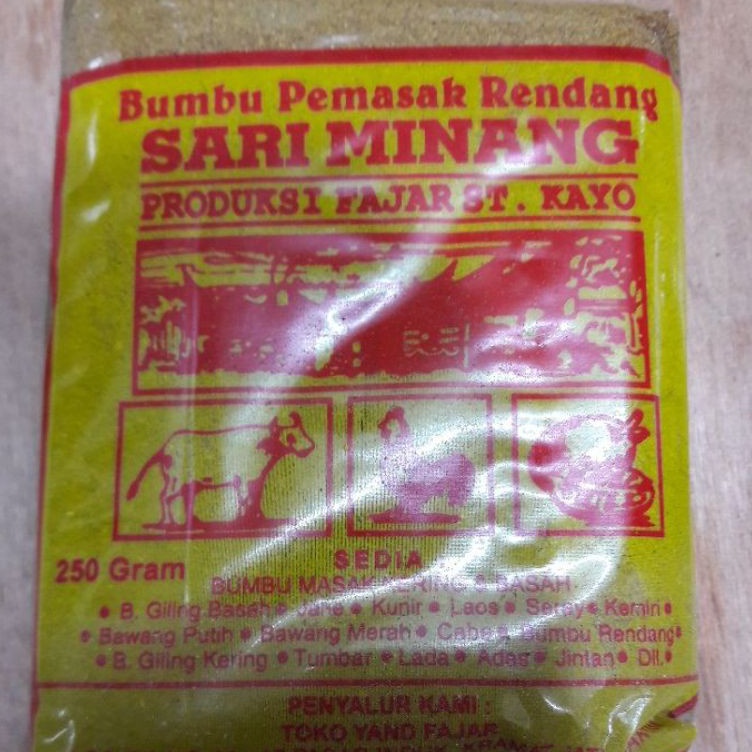 Bumbu Pemasak Rendang
SARI MINANG
PRODUKSI FAJAR ST. KAYO
250 Gram
SEDIA
BUMBU MASAK KERING & BASAH
• B. Giling Basah • Jahe • Kunir • Laos • Serey • Kemiri •
• Bawang Putih • Bawang Merah • Cabe • Bumbu Rendang •
• B. Giling Kering • Tumbar • Lada • Adas • Jintan • Dll. •
PENYALUR KAMI :
TOKO YAND FAJAR